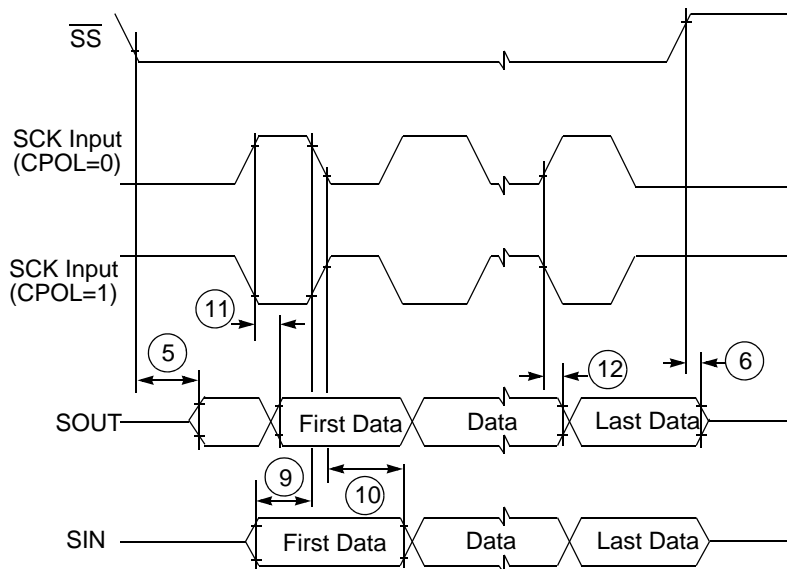 SS
SCK Input
(CPOL=0)
SCK Input
(CPOL=1)
11
5
12
6
SOUT
First Data
Data
Last Data
9
10
SIN
First Data
Data
Last Data